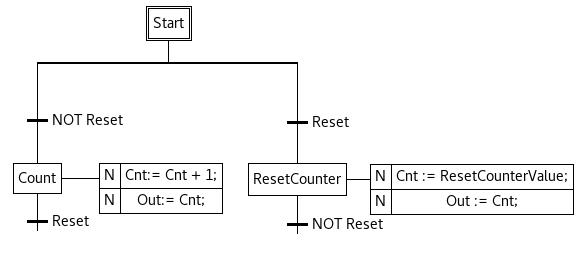 Start
NOT Reset
Reset
Count
N Cnt:= Cnt + 1;
N Out:= Cnt;
ResetCounter
N Cnt := ResetCounterValue;
N Out := Cnt;
Reset
NOT Reset